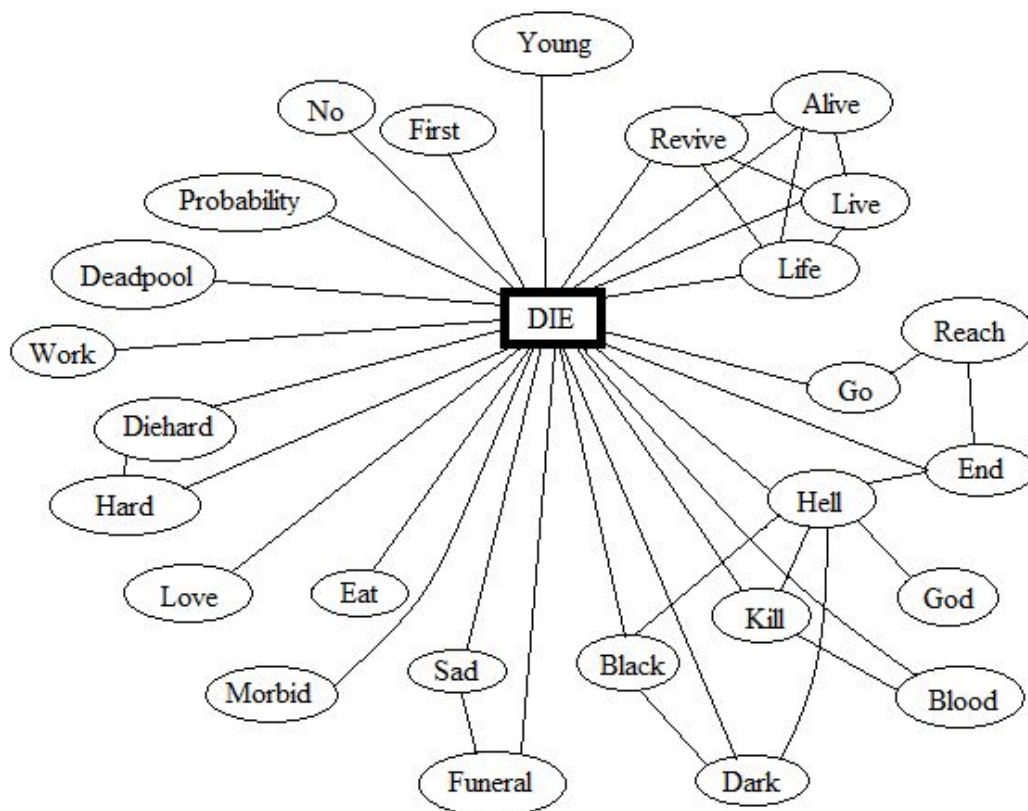 Young
No
First
Alive
Revive
Probability
Live
Deadpool
Life
DIE
Reach
Work
Go
Diehard
End
Hard
Hell
Love
Eat
God
Kill
Sad
Black
Morbid
Blood
Funeral
Dark